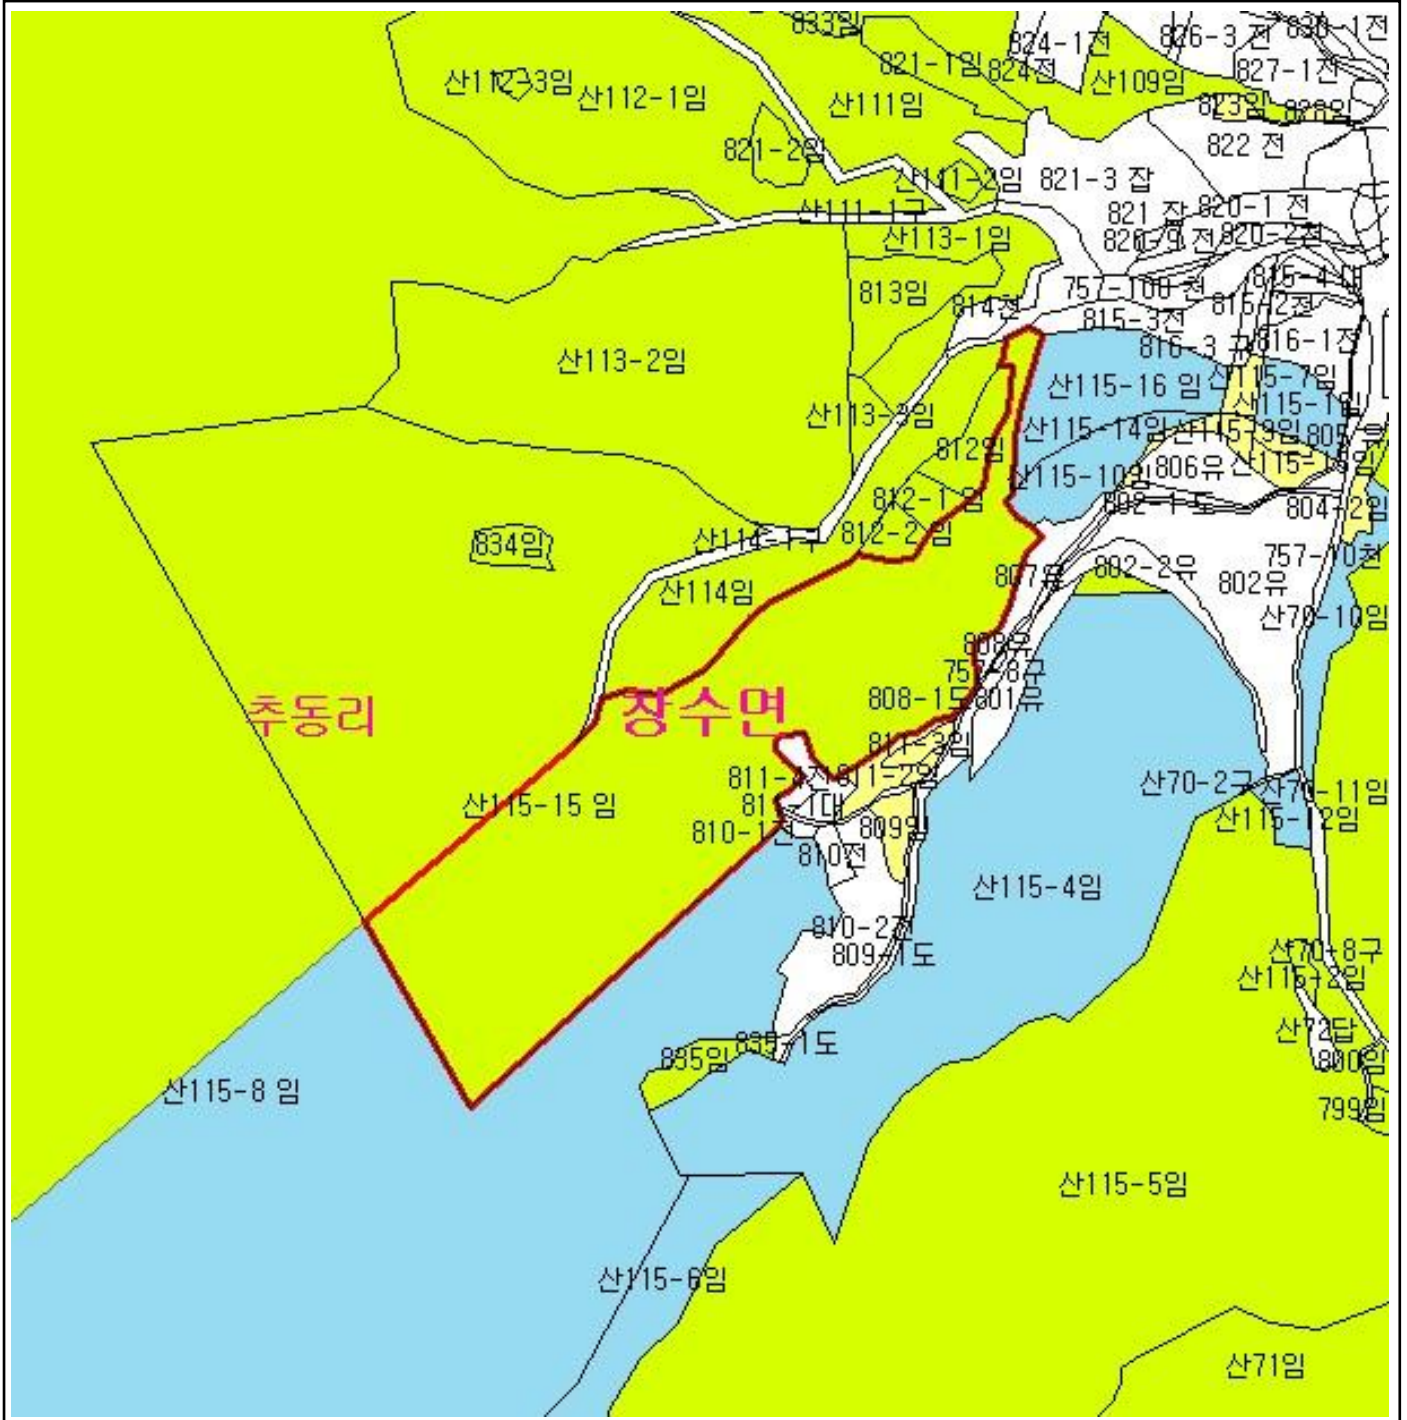 833임
824-1전
826-3 전
830-1전
821-1임
824전
827-1전
산112-3임
산112-1임
산111임
산109임
823임
828임
821-2임
822 전
산111-2임
821-3 잡
산111-1구
821 잡
820-1 전
산113-1임
820-2전
813임
814천
815-3전
816-2전
816-3 구
816-1전
산113-2임
산115-16 임
산115-7임
산113-3임
산115-14임
812임
산115-10임
806유
812-1 임
802-1 도
804-2임
834임
산114-1구
812-2 임
757-10천
807유
802-2유
802유
산114임
산70-10임
808유
757-8구
추동리
창수면
808-1도
801유
811-3임
811-2임
산70-2구
산70-11임
산115-15 임
산115-12임
810-1전
809임
810전
산115-4임
810-2전
809-1도
산70-8구
산115-2임
산72답
835-1도
835임
800임
산115-8 임
799임
산115-5임
산115-6임
산71임